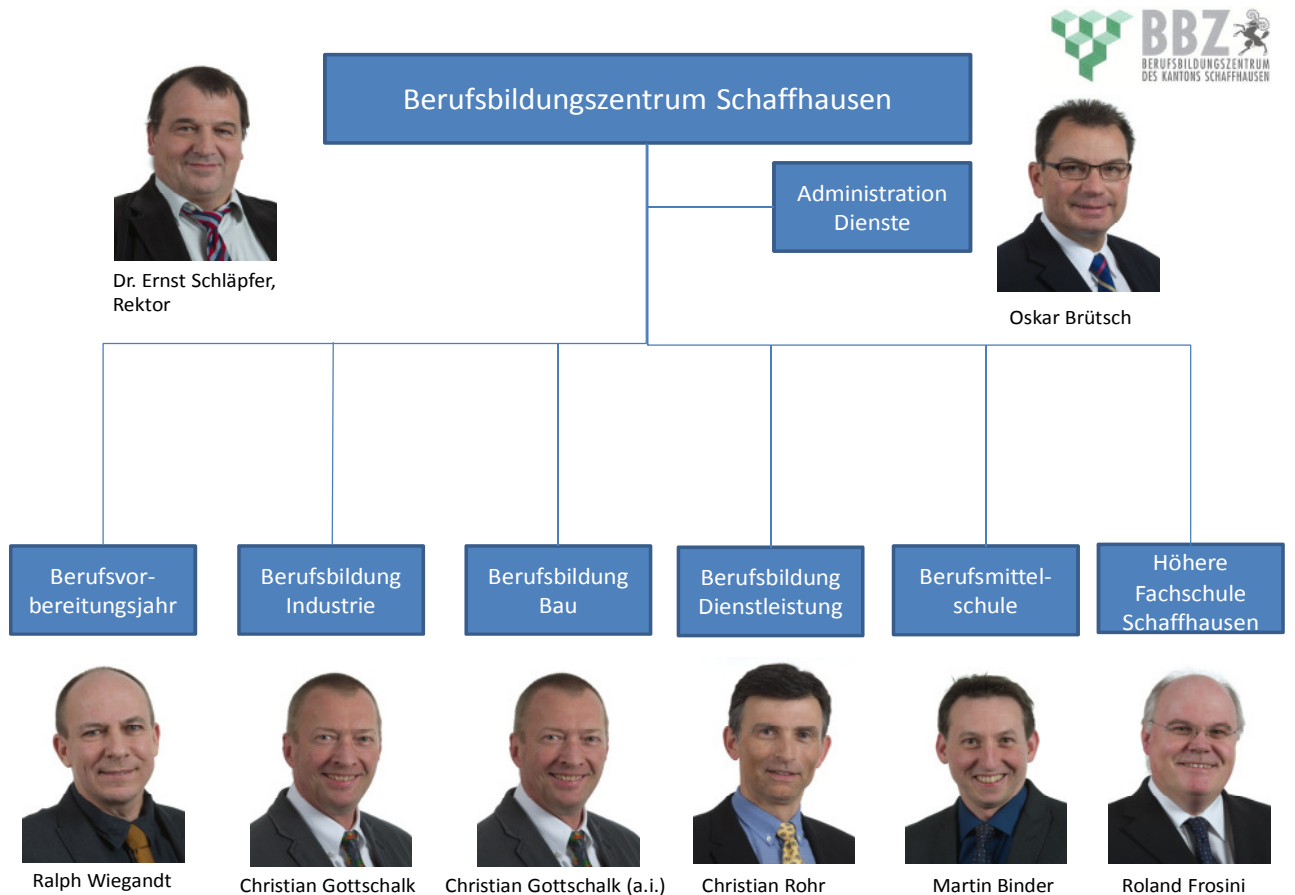 BBZ
BERUFSBILDUNGSZENTRUM
DES KANTONS SCHAFFHAUSEN
Berufsbildungszentrum Schaffhausen
Administration
Dienste
Dr. Ernst Schläpfer,
Rektor
Oskar Brütsch
Berufsvor-
bereitungsjahr
Berufsbildung
Industrie
Berufsbildung
Bau
Berufsbildung
Dienstleistung
Berufsmittel-
schule
Höhere
Fachschule
Schaffhausen
Ralph Wiegandt
Christian Gottschalk
Christian Gottschalk (a.i.)
Christian Rohr
Martin Binder
Roland Frosini